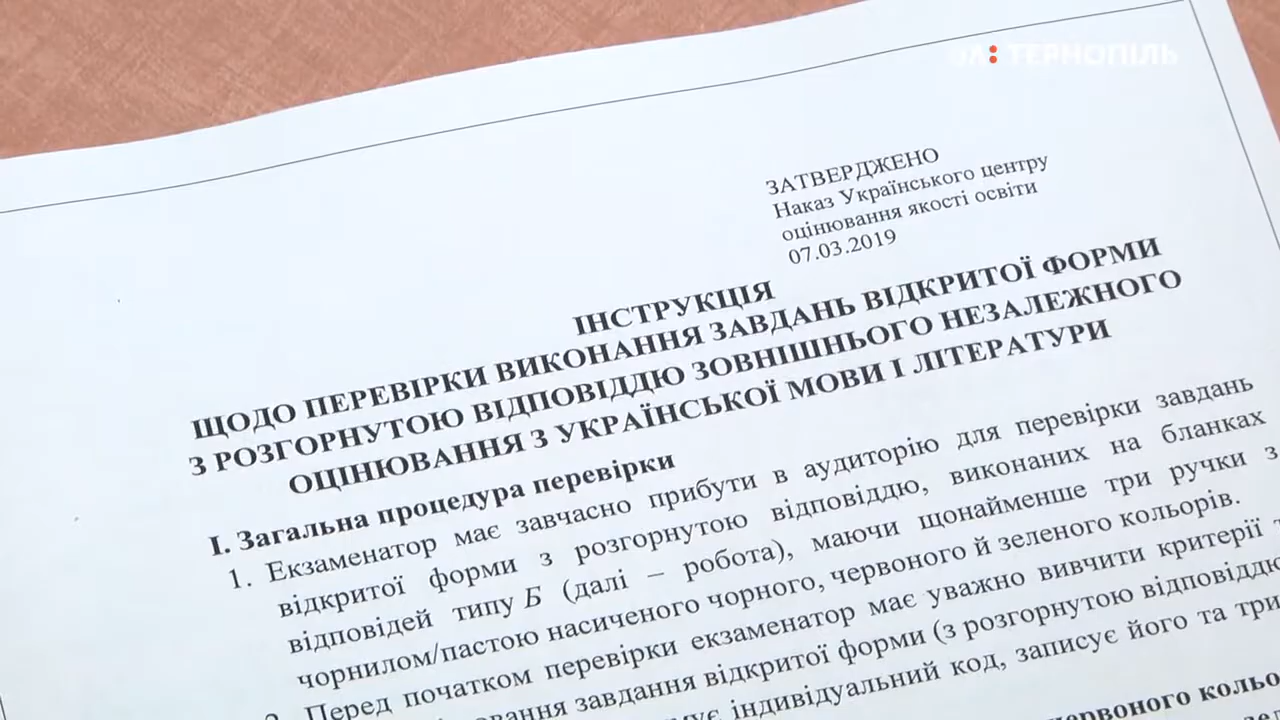 UA: ТЕРНОПІЛЬ
ЗАТВЕРДЖЕНО
Наказ Українського центру
оцінювання якості освіти
07.03.2019
ІНСТРУКЦІЯ
ЩОДО ПЕРЕВІРКИ ВИКОНАННЯ ЗАВДАНЬ ВІДКРИТОЇ ФОРМИ
З РОЗГОРНУТОЮ ВІДПОВІДДЮ ЗОВНІШНЬОГО НЕЗАЛЕЖНОГО
ОЦІНЮВАННЯ З УКРАЇНСЬКОЇ МОВИ І ЛІТЕРАТУРИ
І. Загальна процедура перевірки
1. Екзаменатор має завчасно прибути в аудиторію для перевірки завдань
відкритої форми з розгорнутою відповіддю, виконаних на бланках
відповідей типу Б (далі – робота), маючи щонайменше три ручки з
чорнилом/пастою насиченого чорного, червоного й зеленого кольорів.
2. Перед початком перевірки екзаменатор має уважно вивчити критерії
завдання відкритої форми (з розгорнутою відповіддю
індивідуальний код, записує його та три